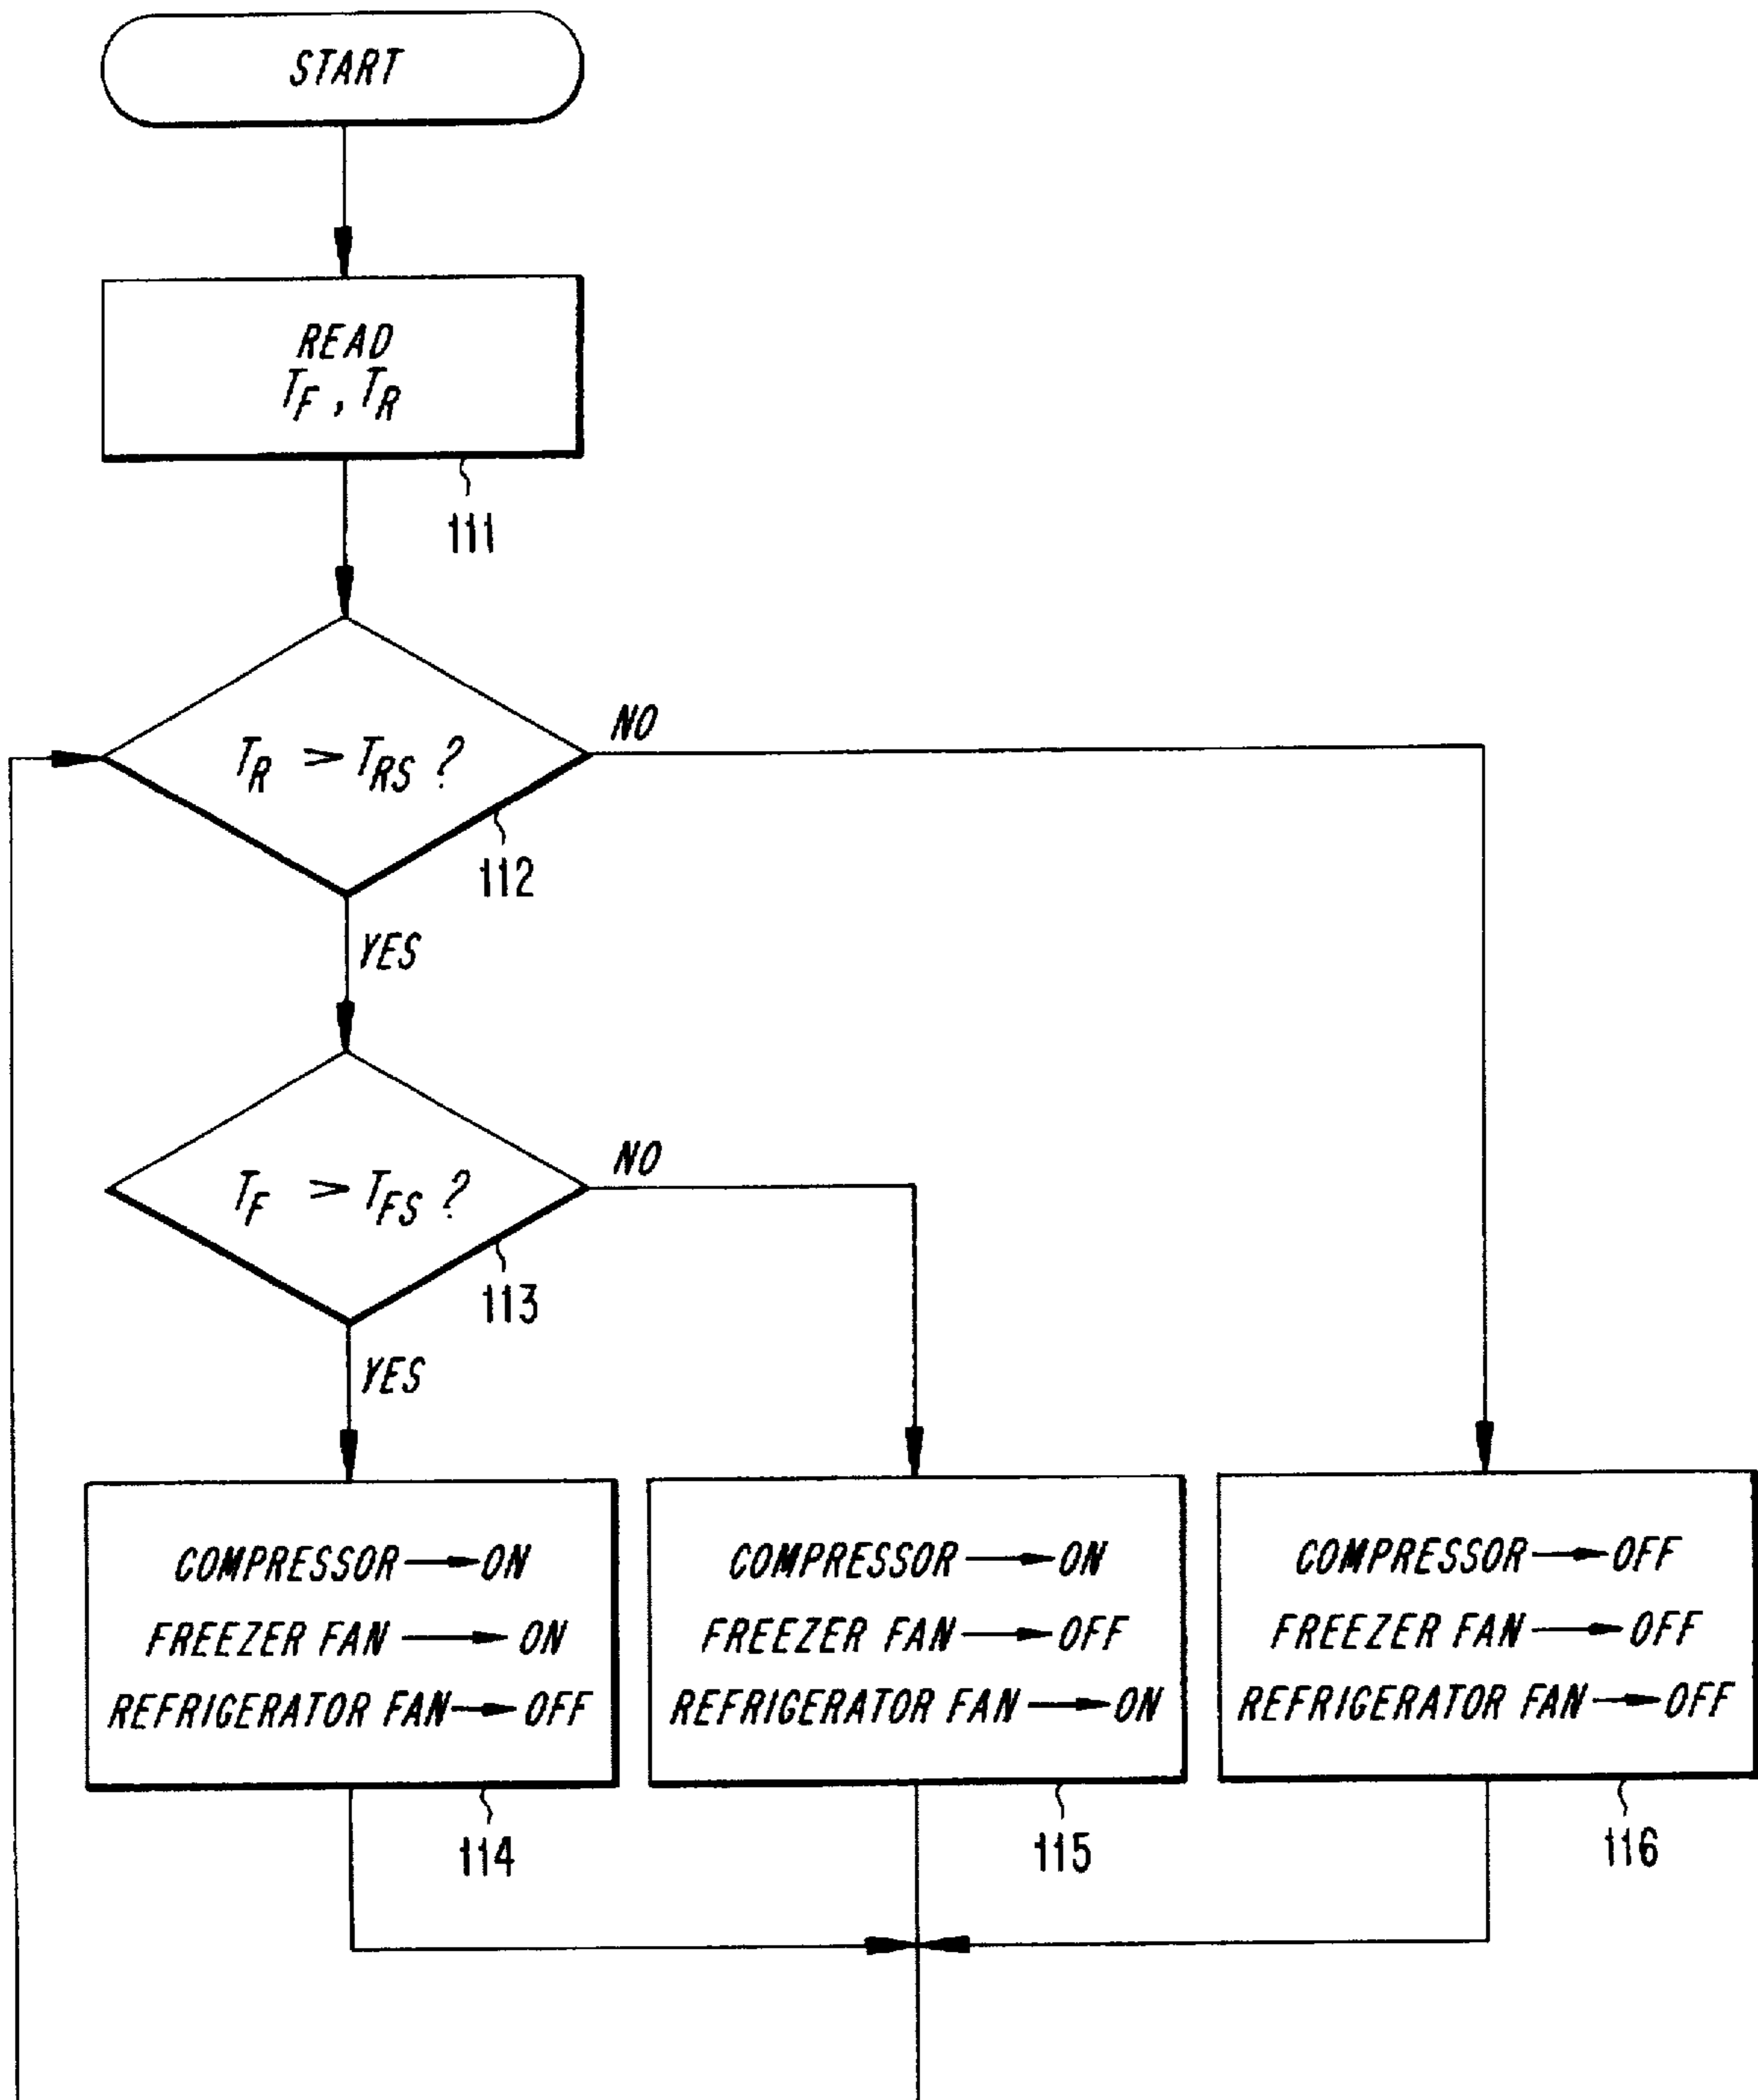 START
READ
T_F, T_R
111
T_R > T_RS ?
NO
112
YES
T_F > T_FS ?
NO
113
YES
COMPRESSOR → ON
FREEZER FAN → ON
REFRIGERATOR FAN → OFF
114
COMPRESSOR → ON
FREEZER FAN → OFF
REFRIGERATOR FAN → ON
115
COMPRESSOR → OFF
FREEZER FAN → OFF
REFRIGERATOR FAN → OFF
116